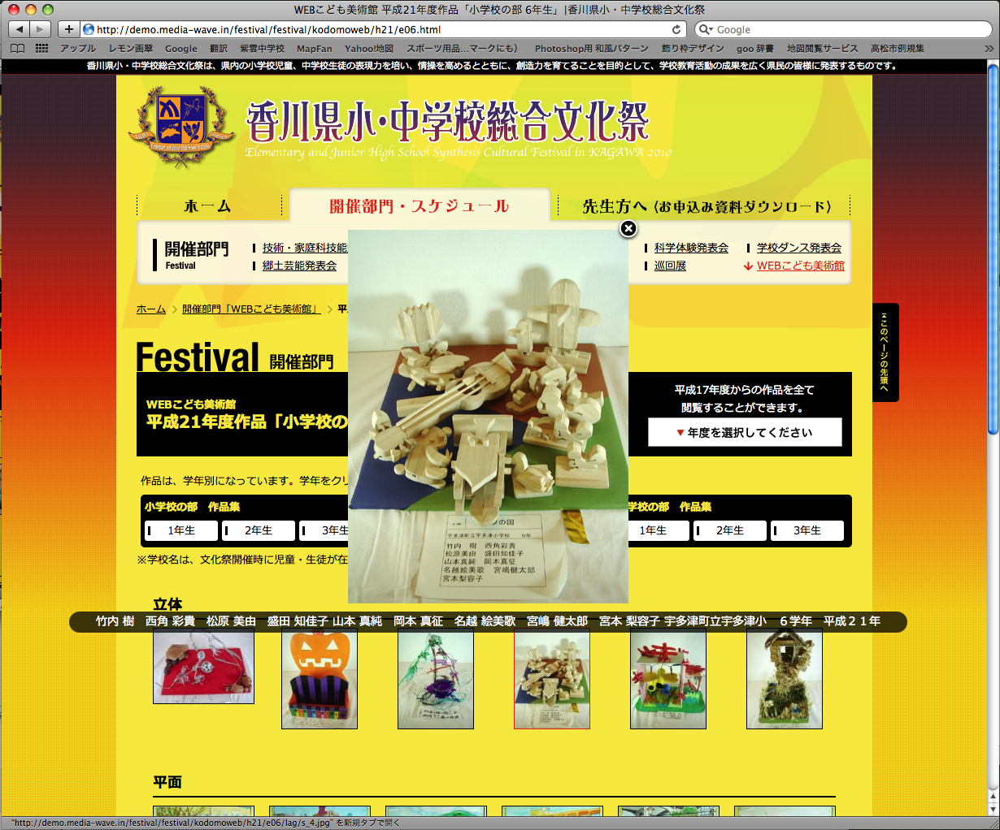 WEBこども美術館 平成21年度作品「小学校の部 6年生」|香川県小・中学校総合文化祭
http://demo.media-wave.in/festival/festival/kodomoweb/h21/e06.html
Google
アップル レモン画翠 Google 翻訳 紫雲中学校 MapFan Yahoo!地図 スポーツ用品...マークにも） Photoshop用 和風パターン 飾り枠デザイン goo 辞書 地図閲覧サービス 高松市例規集
香川県小・中学校総合文化祭は、県内の小学校児童、中学校生徒の表現力を培い、情操を高めるとともに、創造力を育てることを目的として、学校教育活動の成果を広く県民の皆様に発表するものです。
香川県小・中学校総合文化祭
Elementary and Junior High School Synthesis Cultural Festival in KAGAWA 2010
ホーム 開催部門・スケジュール 先生方へ（お申込み資料ダウンロード）
開催部門 技術・家庭科技能 科学体験発表会 学校ダンス発表会
Festival 郷土芸能発表会 巡回展 WEBこども美術館
ホーム 開催部門「WEBこども美術館」 平
このページの先頭へ
Festival 開催部門
WEBこども美術館
平成21年度作品「小学校の
平成17年度からの作品を全て
閲覧することができます。
▼年度を選択してください
作品は、学年別になっています。学年をクリ
小学校の部 作品集 学校の部 作品集
1年生 2年生 3年生 1年生 2年生 3年生
※学校名は、文化祭開催時に児童・生徒が在
の国
宇多津町立宇多津小学校 6年
竹内 樹 西角彩貴
松原美由 盛田知佳子
山本真純 岡本真征
名越絵美歌 宮嶋健太郎
宮本梨容子
立体
竹内 樹 西角 彩貴 松原 美由 盛田 知佳子 山本 真純 岡本 真征 名越 絵美歌 宮嶋 健太郎 宮本 梨容子 宇多津町立宇多津小 ６学年 平成２１年
平面
"http://demo.media-wave.in/festival/festival/kodomoweb/h21/e06/lag/s_4.jpg" を新規タブで開く